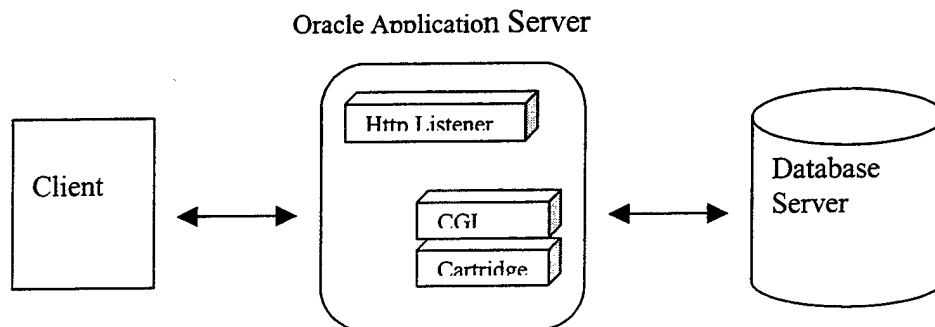 Oracle Application Server
Http Listener
Client
CGI
Cartridge
Database
Server